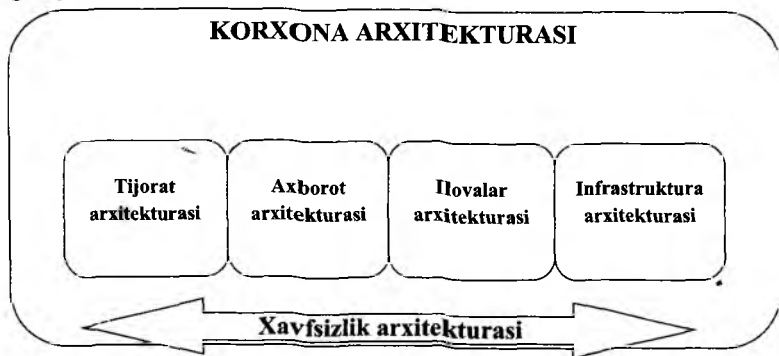 KORXONA ARXITEKTURASI
Tijorat
arxitekturasi
Axborot
arxitekturasi
Ilovalar
arxitekturasi
Infrastruktura
arxitekturasi
Xavfsizlik arxitekturasi